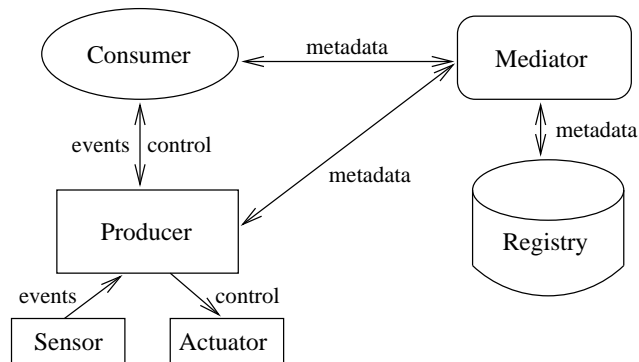 Consumer
metadata
Mediator
events control
metadata
metadata
Producer
Registry
events
control
Sensor
Actuator